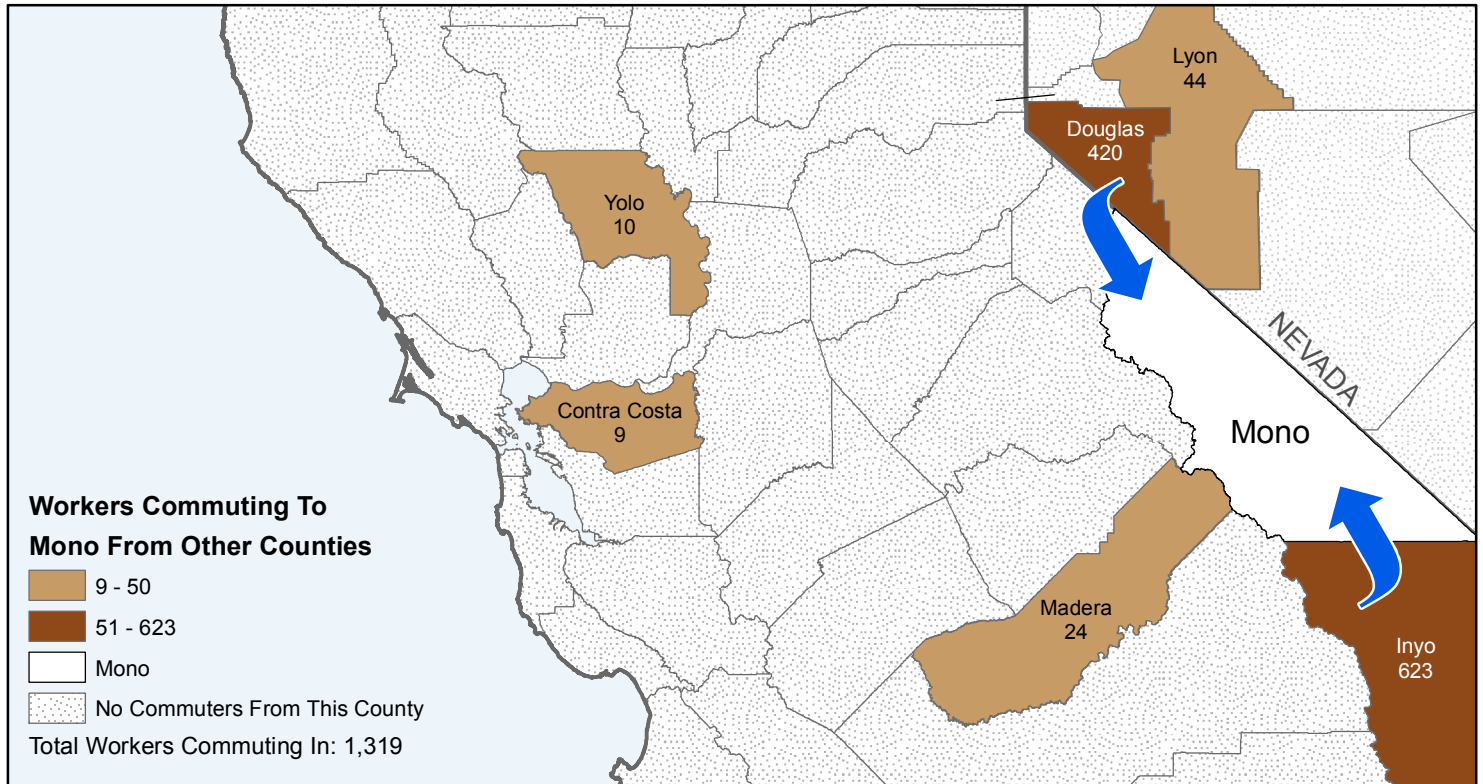 Lyon
44
Douglas
420
Yolo
10
NEVADA
Contra Costa
9
Mono
Madera
24
Inyo
623
Workers Commuting To
Mono From Other Counties
9 - 50
51 - 623
Mono
No Commuters From This County
Total Workers Commuting In: 1,319